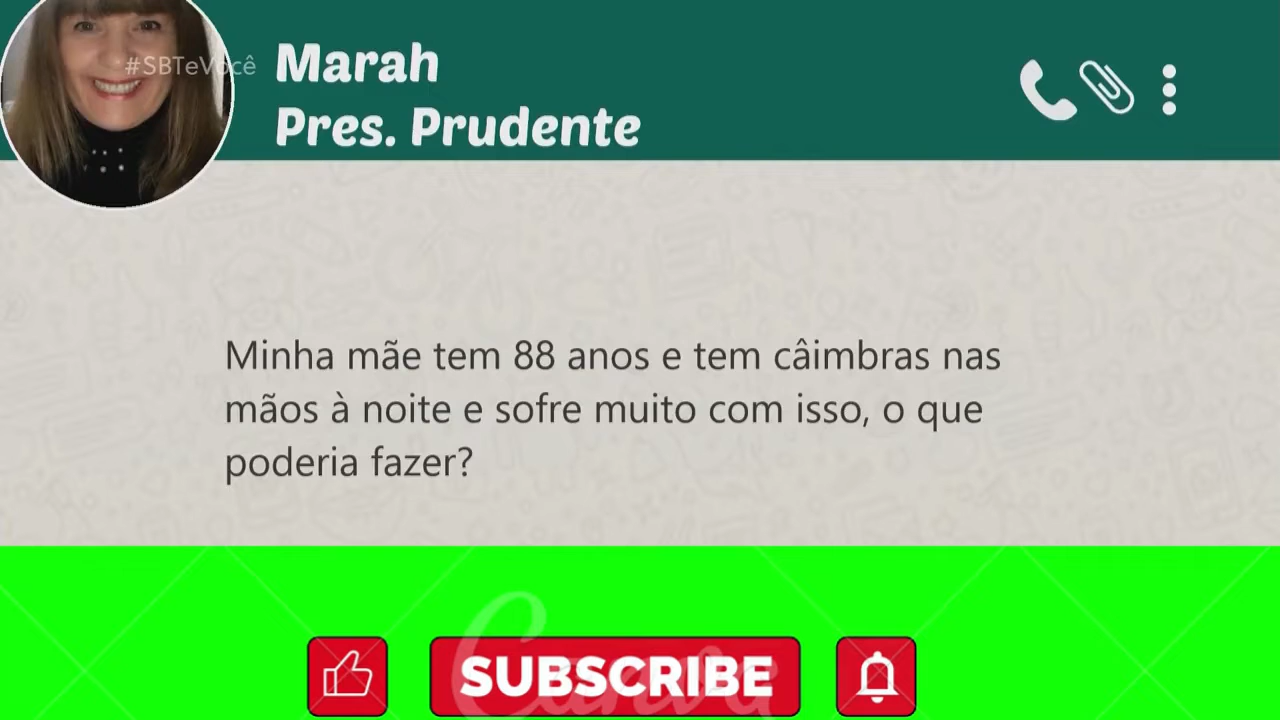 #SBTeVocê
Marah
Pres. Prudente
Minha mãe tem 88 anos e tem câimbras nas
mãos à noite e sofre muito com isso, o que
poderia fazer?
Canva
SUBSCRIBE